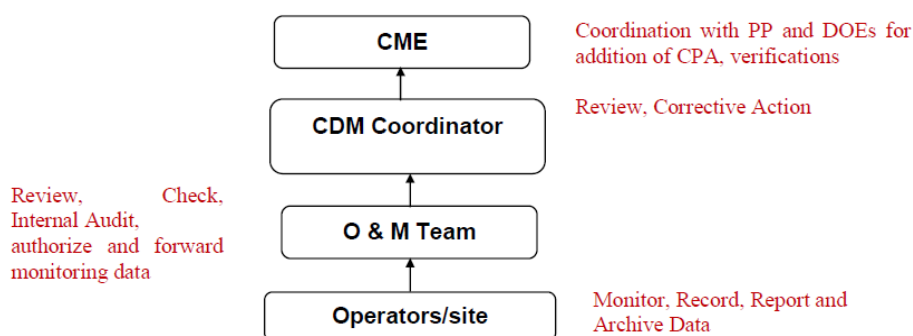 CME
Coordination with PP and DOEs for
addition of CPA, verifications
CDM Coordinator
Review, Corrective Action
Review, Check,
Internal Audit,
authorize and forward
monitoring data
O & M Team
Operators/site
Monitor, Record, Report and
Archive Data